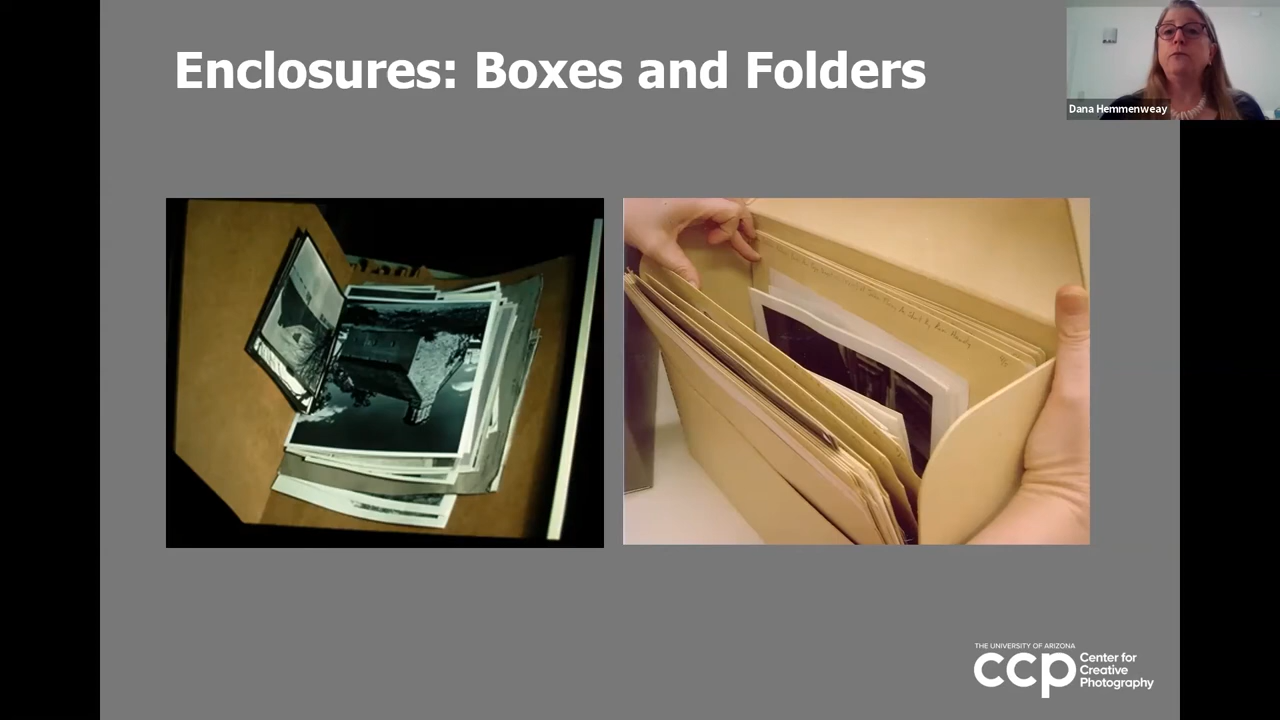 Enclosures: Boxes and Folders
Dana Hemmenweay
THE UNIVERSITY OF ARIZONA
ccp
Center for
Creative
Photography